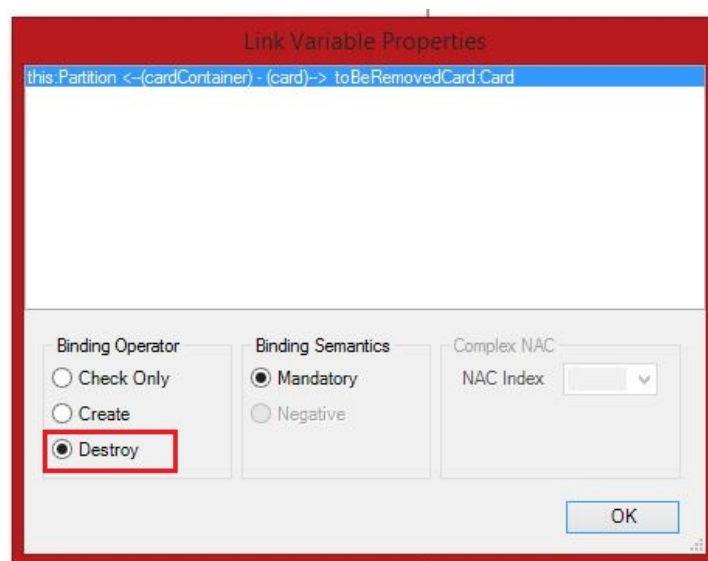 Link Variable Properties
this:Partition <--(cardContainer) - (card)--> toBeRemovedCard:Card
Binding Operator
Check Only
Create
Destroy
Binding Semantics
Mandatory
Negative
Complex NAC
NAC Index
OK